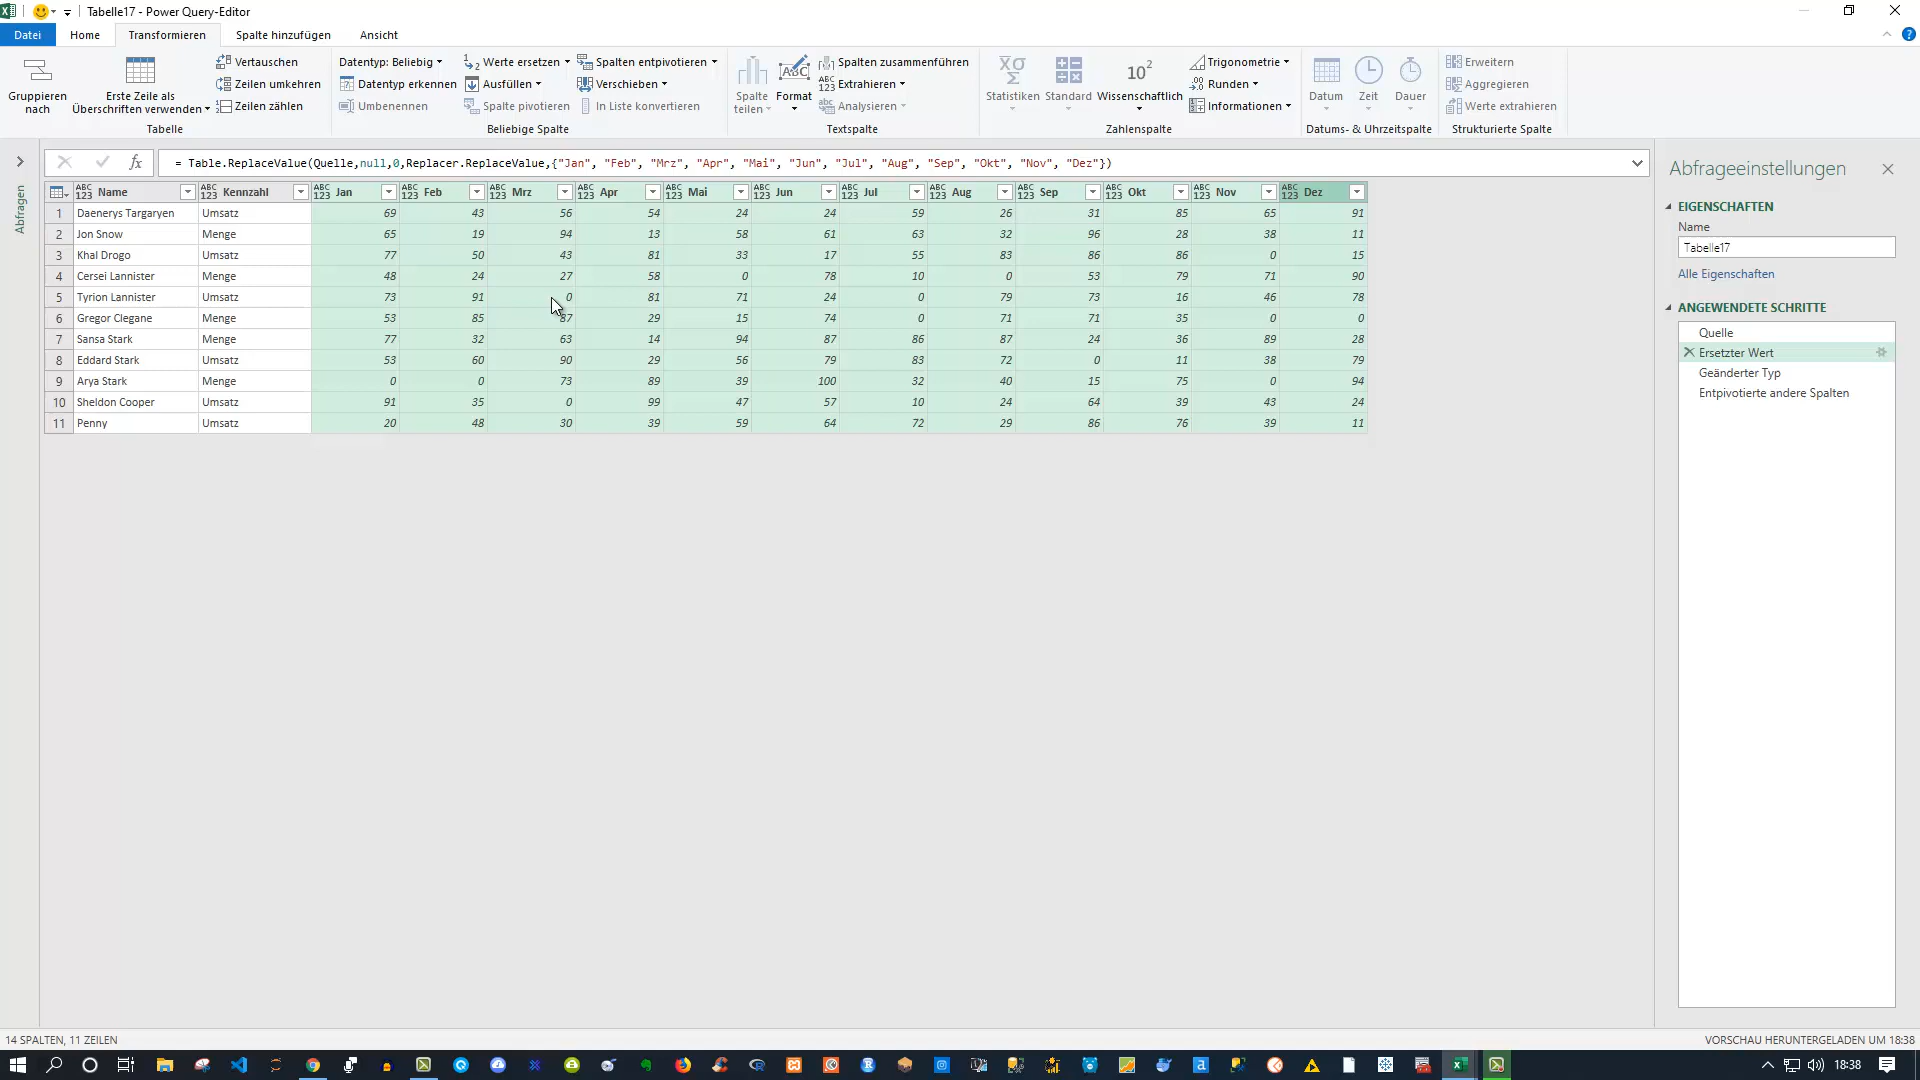 Tabelle17 - Power Query-Editor
Datei Home Transformieren Spalte hinzufügen Ansicht
Gruppieren nach
Erste Zeile als Überschriften verwenden
Vertauschen
Zeilen umkehren
Zeilen zählen
Tabelle
Datentyp: Beliebig
Datentyp erkennen
Umbenennen
Werte ersetzen
Ausfüllen
Spalte pivotieren
Spalten entpivotieren
Verschieben
In Liste konvertieren
Beliebige Spalte
Spalte teilen
Format
Spalten zusammenführen
Extrahieren
Analysieren
Textspalte
Statistiken
Standard
Wissenschaftlich
Trigonometrie
Runden
Informationen
Zahlenspalte
Datum
Zeit
Dauer
Datums- & Uhrzeitspalte
Erweitern
Aggregieren
Werte extrahieren
Strukturierte Spalte
Abfragen
fx = Table.ReplaceValue(Quelle,null,0,Replacer.ReplaceValue,{"Jan", "Feb", "Mrz", "Apr", "Mai", "Jun", "Jul", "Aug", "Sep", "Okt", "Nov", "Dez"})
Name Kennzahl Jan Feb Mrz Apr Mai Jun Jul Aug Sep Okt Nov Dez
1 Daenerys Targaryen Umsatz 69 43 56 54 24 24 59 26 31 85 65 91
2 Jon Snow Menge 65 19 94 13 58 61 63 32 96 28 38 11
3 Khal Drogo Umsatz 77 50 43 81 33 17 55 83 86 86 0 15
4 Cersei Lannister Menge 48 24 27 58 0 78 10 0 53 79 71 90
5 Tyrion Lannister Umsatz 73 91 0 81 71 24 0 79 73 16 46 78
6 Gregor Clegane Menge 53 85 87 29 15 74 0 71 71 35 0 0
7 Sansa Stark Menge 77 32 63 14 94 87 86 87 24 36 89 28
8 Eddard Stark Umsatz 53 60 90 29 56 79 83 72 0 11 38 79
9 Arya Stark Menge 0 0 73 89 39 100 32 40 15 75 0 94
10 Sheldon Cooper Umsatz 91 35 0 99 47 57 10 24 64 39 43 24
11 Penny Umsatz 20 48 30 39 59 64 72 29 86 76 39 11
Abfrageeinstellungen
EIGENSCHAFTEN
Name
Tabelle17
Alle Eigenschaften
ANGEWENDETE SCHRITTE
Quelle
Ersetzter Wert
Geänderter Typ
Entpivotierte andere Spalten
14 SPALTEN, 11 ZEILEN
VORSCHAU HERUNTERGELADEN UM 18:38
18:38